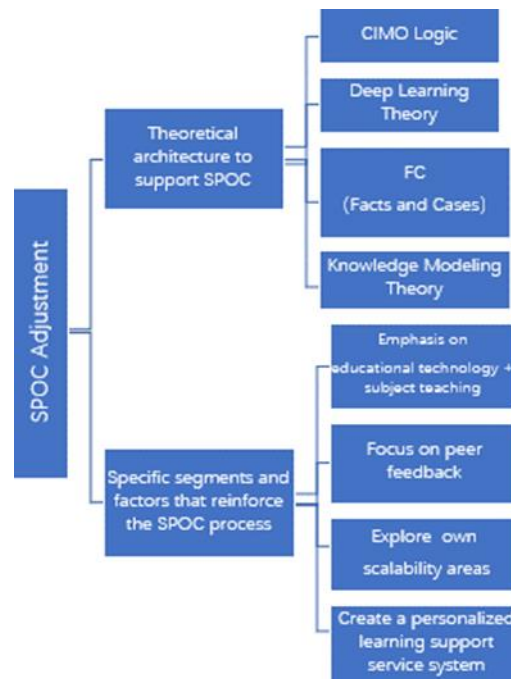 SPOC Adjustment
Theoretical
architecture to
support SPOC
CIMO Logic
Deep Learning
Theory
FC
(Facts and Cases)
Knowledge Modeling
Theory
Specific segments and
factors that reinforce
the SPOC process
Emphasis on
educational technology +
subject teaching
Focus on peer
feedback
Explore own
scalability areas
Create a personalized
learning support
service system